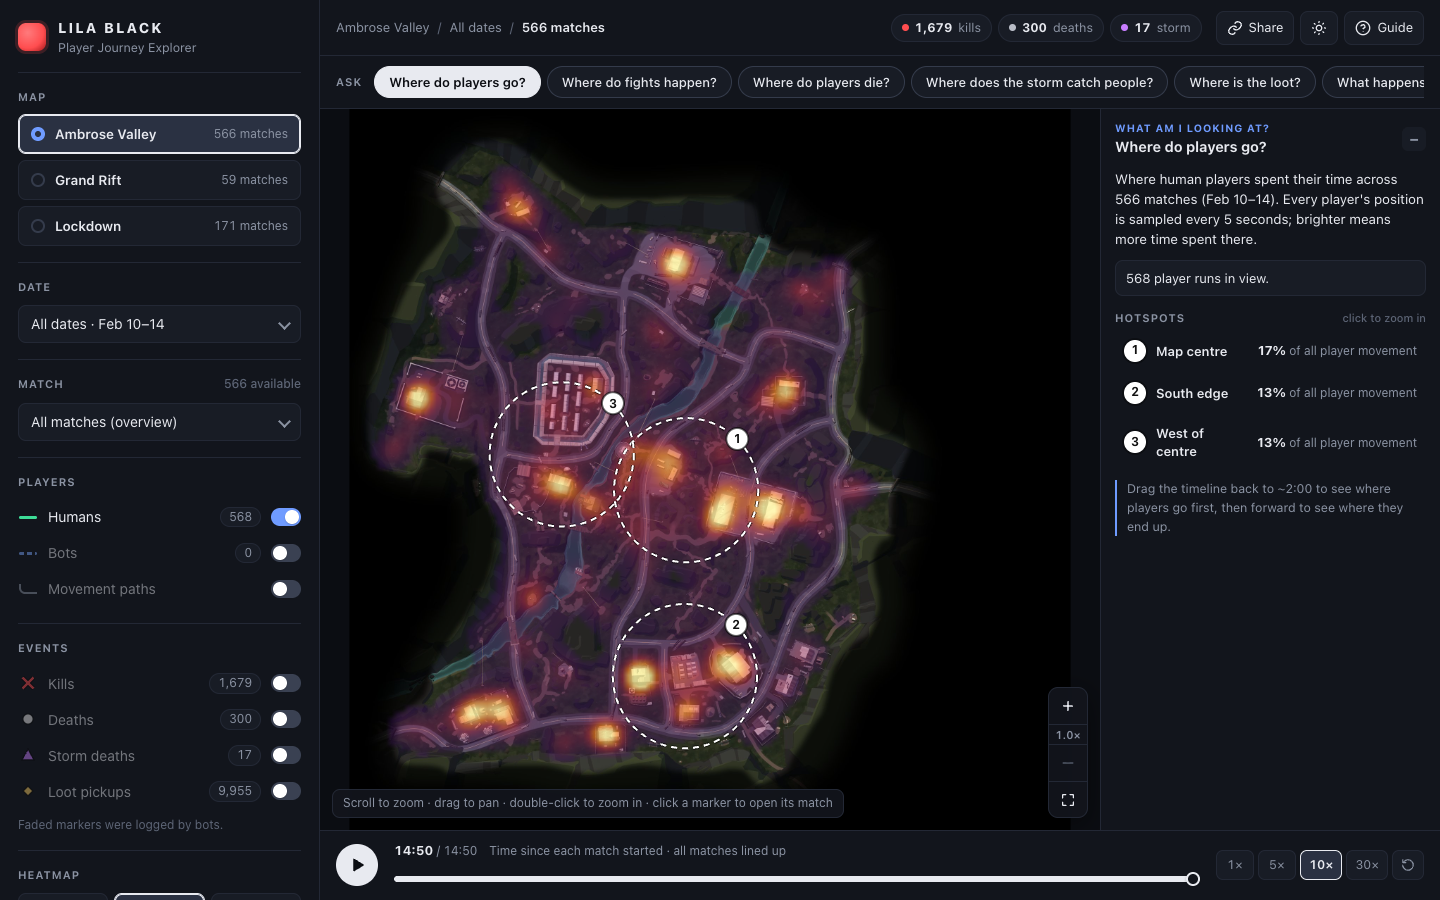 LILA BLACK
Player Journey Explorer
MAP
Ambrose Valley 566 matches
Grand Rift 59 matches
Lockdown 171 matches
DATE
All dates · Feb 10–14
MATCH 566 available
All matches (overview)
PLAYERS
Humans 568
Bots 0
Movement paths
EVENTS
Kills 1,679
Deaths 300
Storm deaths 17
Loot pickups 9,955
Faded markers were logged by bots.
HEATMAP
Ambrose Valley / All dates / 566 matches
1,679 kills
300 deaths
17 storm
Share
Guide
ASK
Where do players go?
Where do fights happen?
Where do players die?
Where does the storm catch people?
Where is the loot?
What happens
3
1
2
+
1.0×
−
Scroll to zoom · drag to pan · double-click to zoom in · click a marker to open its match
WHAT AM I LOOKING AT?
Where do players go?
−
Where human players spent their time across
566 matches (Feb 10–14). Every player's position
is sampled every 5 seconds; brighter means
more time spent there.
568 player runs in view.
HOTSPOTS click to zoom in
1 Map centre 17% of all player movement
2 South edge 13% of all player movement
3 West of centre 13% of all player movement
Drag the timeline back to ~2:00 to see where
players go first, then forward to see where they
end up.
14:50 / 14:50 Time since each match started · all matches lined up
1× 5× 10× 30×